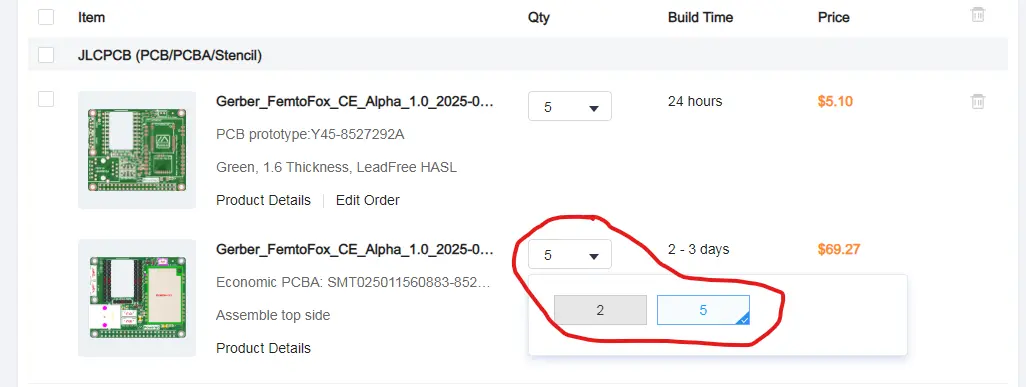 Item Qty Build Time Price
JLCPCB (PCB/PCBA/Stencil)
Gerber_FemtoFox_CE_Alpha_1.0_2025-0... 5 24 hours $5.10
PCB prototype:Y45-8527292A
Green, 1.6 Thickness, LeadFree HASL
Product Details Edit Order
Gerber_FemtoFox_CE_Alpha_1.0_2025-0... 5 2 - 3 days $69.27
Economic PCBA: SMT025011560883-852...
2 5
Assemble top side
Product Details